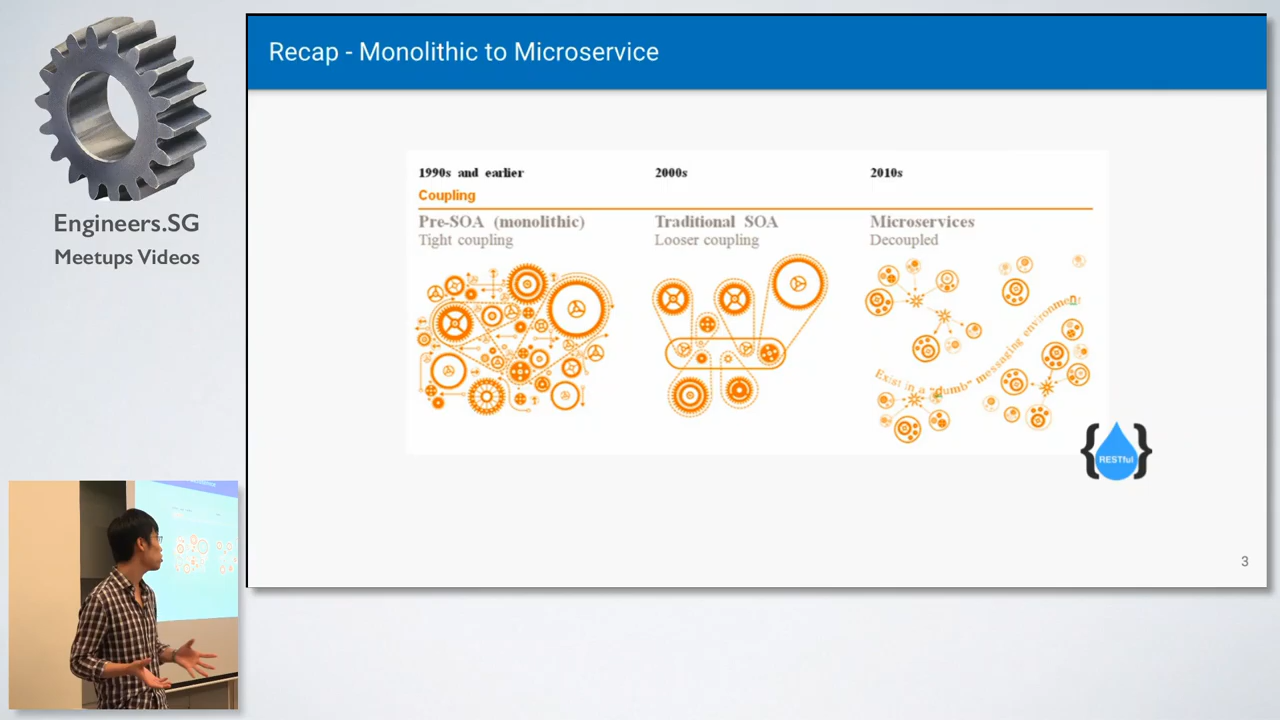 Engineers.SG
Meetups Videos
Recap - Monolithic to Microservice
1990s and earlier
2000s
2010s
Coupling
Pre-SOA (monolithic)
Traditional SOA
Microservices
Tight coupling
Looser coupling
Decoupled
Exist in a "dumb" messaging environment
{RESTful}
3